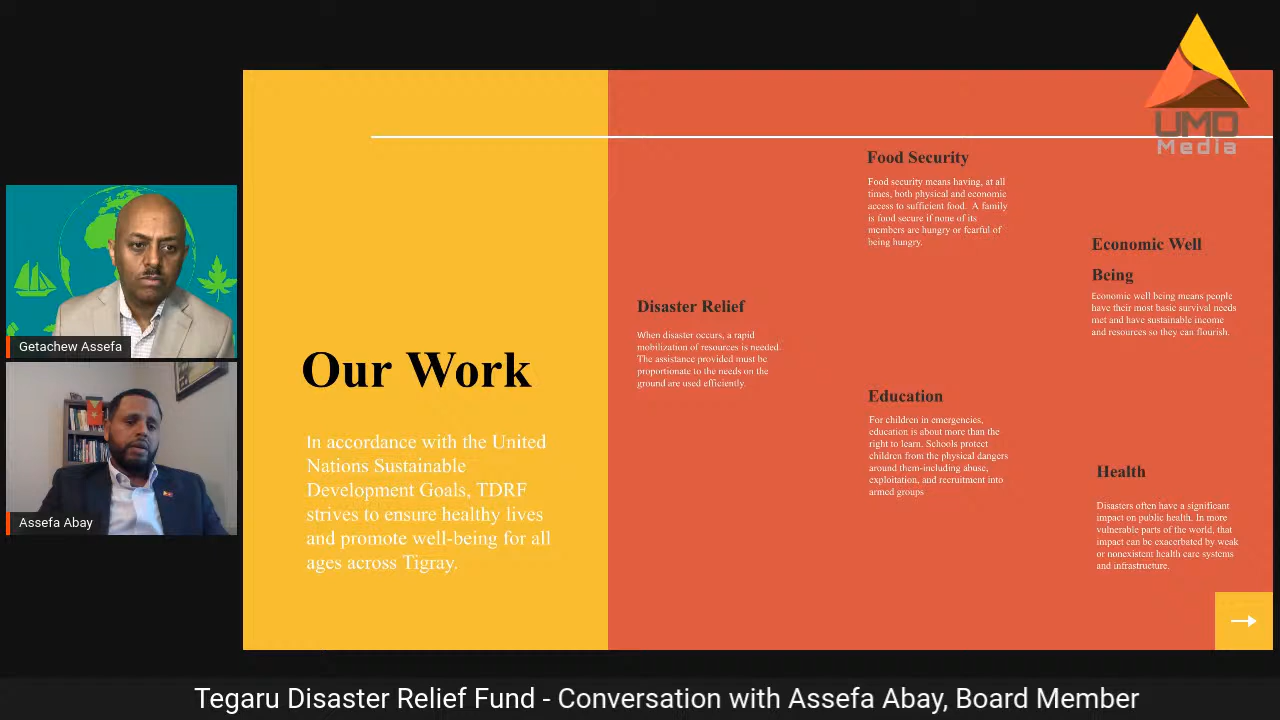 UMD
Media
Getachew Assefa
Assefa Abay
Our Work
In accordance with the United
Nations Sustainable
Development Goals, TDRF
strives to ensure healthy lives
and promote well-being for all
ages across Tigray.
Disaster Relief
When disaster occurs, a rapid
mobilization of resources is needed.
The assistance provided must be
proportionate to the needs on the
ground are used efficiently.
Food Security
Food security means having, at all
times, both physical and economic
access to sufficient food.  A family
is food secure if none of its
members are hungry or fearful of
being hungry.
Education
For children in emergencies,
education is about more than the
right to learn. Schools protect
children from the physical dangers
around them-including abuse,
exploitation, and recruitment into
armed groups
Economic Well
Being
Economic well being means people
have their most basic survival needs
met and have sustainable income
and resources so they can flourish.
Health
Disasters often have a significant
impact on public health. In more
vulnerable parts of the world, that
impact can be exacerbated by weak
or nonexistent health care systems
and infrastructure.
Tegaru Disaster Relief Fund - Conversation with Assefa Abay, Board Member